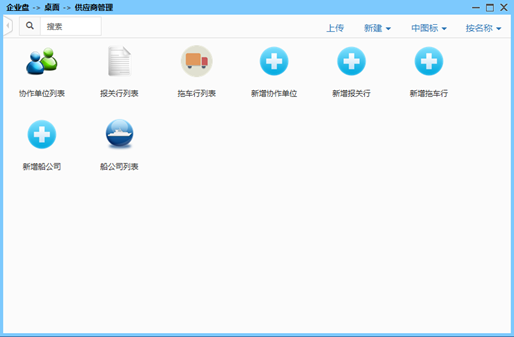 企业盘 -> 桌面 -> 供应商管理
搜索 上传 新建 中图标 按名称
协作单位列表 报关行列表 拖车行列表 新增协作单位 新增报关行 新增拖车行
新增船公司 船公司列表